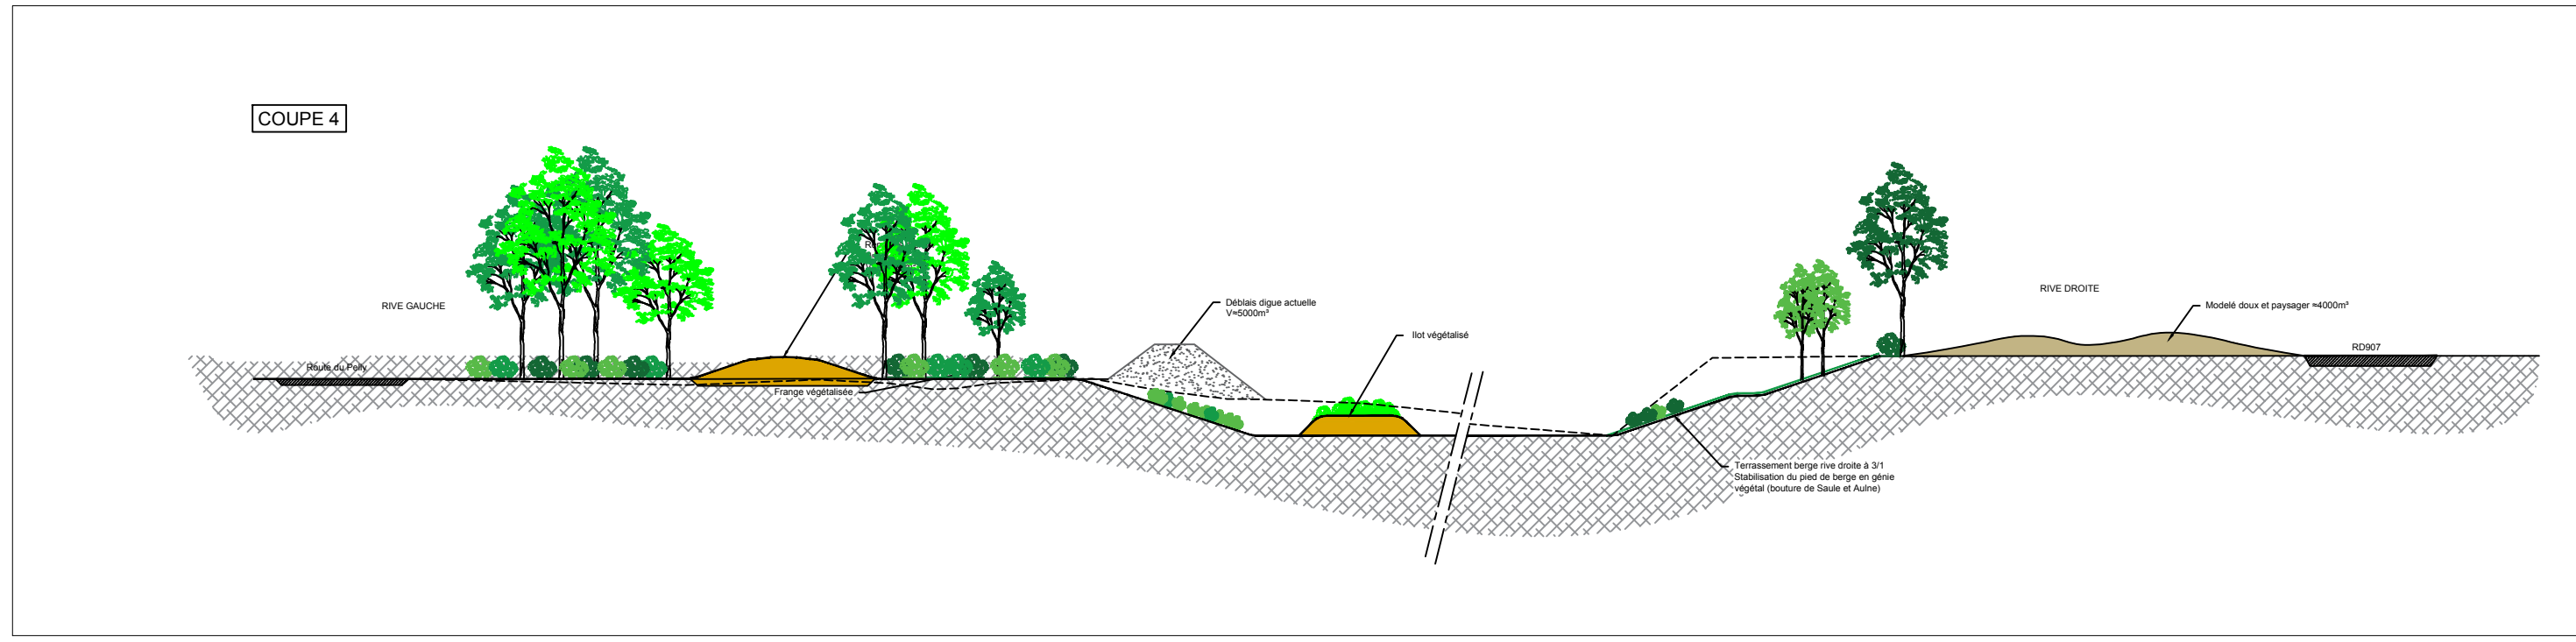 COUPE 4
RIVE GAUCHE
Route du Pelly
Frange végétalisée
Déblais digue actuelle
V=5000m³
Ilot végétalisé
Terrassement berge rive droite à 3/1
Stabilisation du pied de berge en génie
végétal (bouture de Saule et Aulne)
RIVE DROITE
Modelé doux et paysager ≈4000m³
RD907